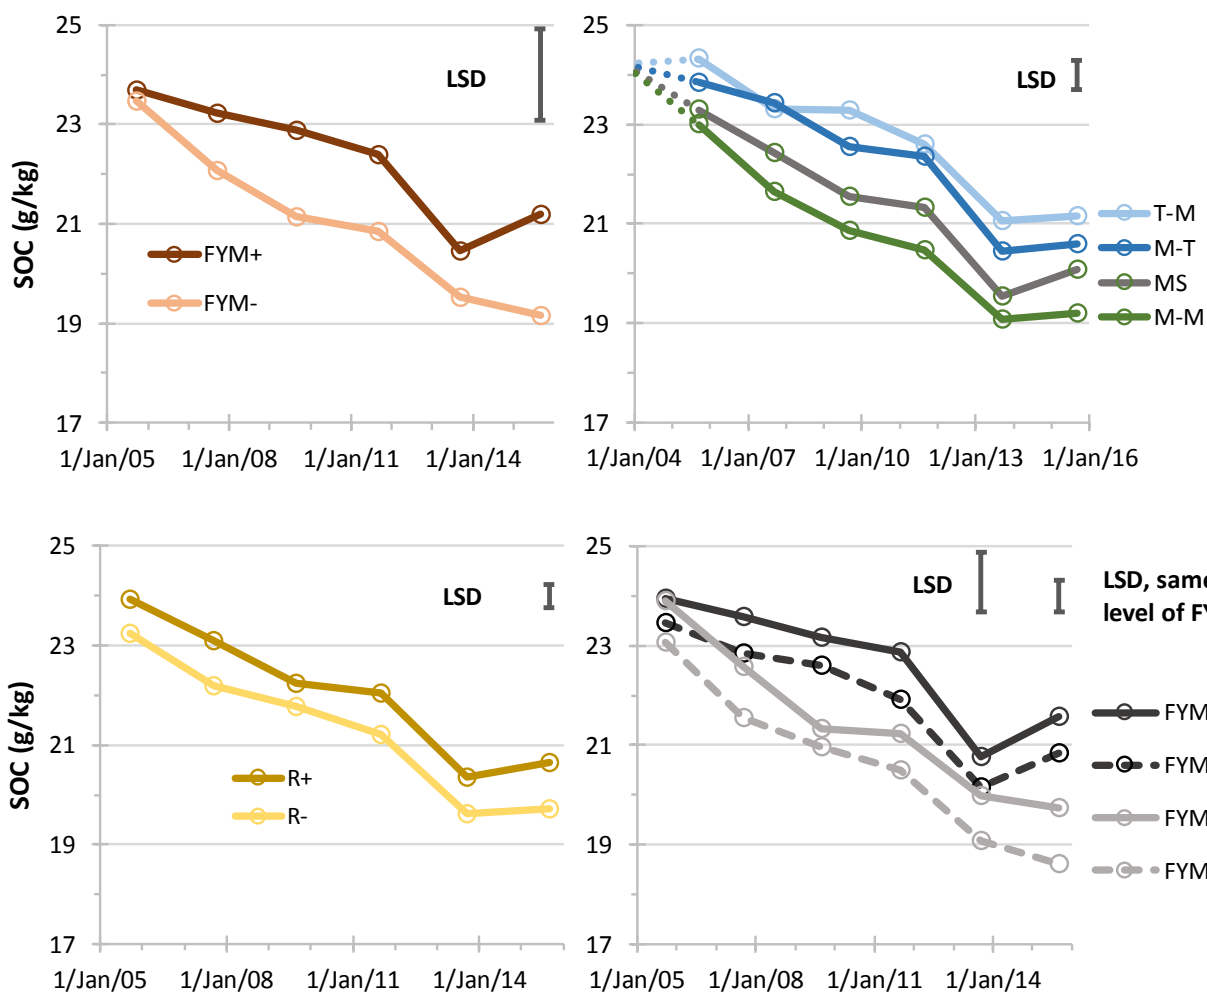 25
23
21
19
17
SOC (g/kg)
LSD
FYM+
FYM-
1/Jan/05 1/Jan/08 1/Jan/11 1/Jan/14
25
23
21
19
17
LSD
T-M
M-T
MS
M-M
1/Jan/04 1/Jan/07 1/Jan/10 1/Jan/13 1/Jan/16
25
23
21
19
17
SOC (g/kg)
LSD
R+
R-
1/Jan/05 1/Jan/08 1/Jan/11 1/Jan/14
25
23
21
19
17
LSD
LSD, same
level of FY
FYM
FYM
FYM
FYM
1/Jan/05 1/Jan/08 1/Jan/11 1/Jan/14